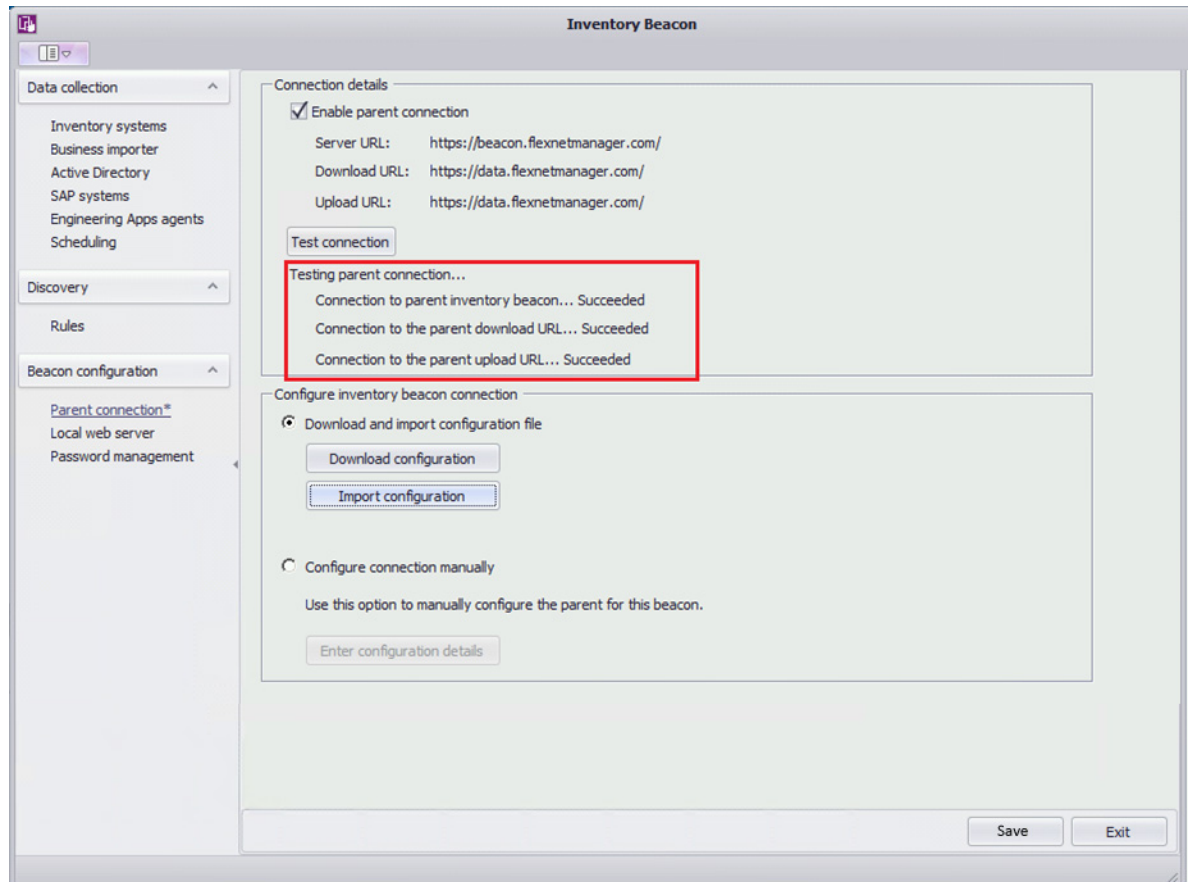 Inventory Beacon
Data collection
Inventory systems
Business importer
Active Directory
SAP systems
Engineering Apps agents
Scheduling
Discovery
Rules
Beacon configuration
Parent connection*
Local web server
Password management
Connection details
Enable parent connection
Server URL: https://beacon.flexnetmanager.com/
Download URL: https://data.flexnetmanager.com/
Upload URL: https://data.flexnetmanager.com/
Test connection
Testing parent connection...
Connection to parent inventory beacon... Succeeded
Connection to the parent download URL... Succeeded
Connection to the parent upload URL... Succeeded
Configure inventory beacon connection
Download and import configuration file
Download configuration
Import configuration
Configure connection manually
Use this option to manually configure the parent for this beacon.
Enter configuration details
Save Exit